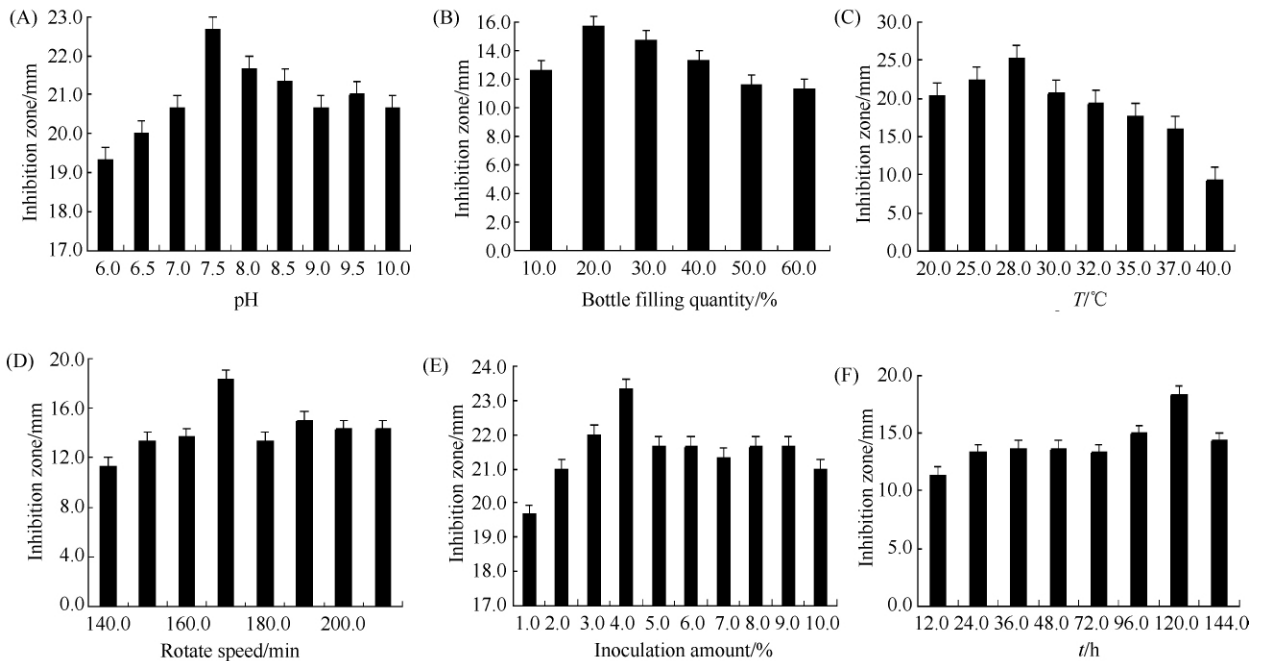 (A)
Inhibition zone/mm
23.0
22.0
21.0
20.0
19.0
18.0
17.0
6.0 6.5 7.0 7.5 8.0 8.5 9.0 9.5 10.0
pH
(B)
Inhibition zone/mm
16.0
14.0
12.0
10.0
8.0
6.0
4.0
2.0
0.0
10.0 20.0 30.0 40.0 50.0 60.0
Bottle filling quantity/%
(C)
Inhibition zone/mm
30.0
25.0
20.0
15.0
10.0
5.0
0.0
20.0 25.0 28.0 30.0 32.0 35.0 37.0 40.0
T/℃
(D)
Inhibition zone/mm
20.0
16.0
12.0
8.0
4.0
0.0
140.0 160.0 180.0 200.0
Rotate speed/min
(E)
Inhibition zone/mm
24.0
23.0
22.0
21.0
20.0
19.0
18.0
17.0
1.0 2.0 3.0 4.0 5.0 6.0 7.0 8.0 9.0 10.0
Inoculation amount/%
(F)
Inhibition zone/mm
20.0
15.0
10.0
5.0
0.0
12.0 24.0 36.0 48.0 72.0 96.0 120.0 144.0
t/h